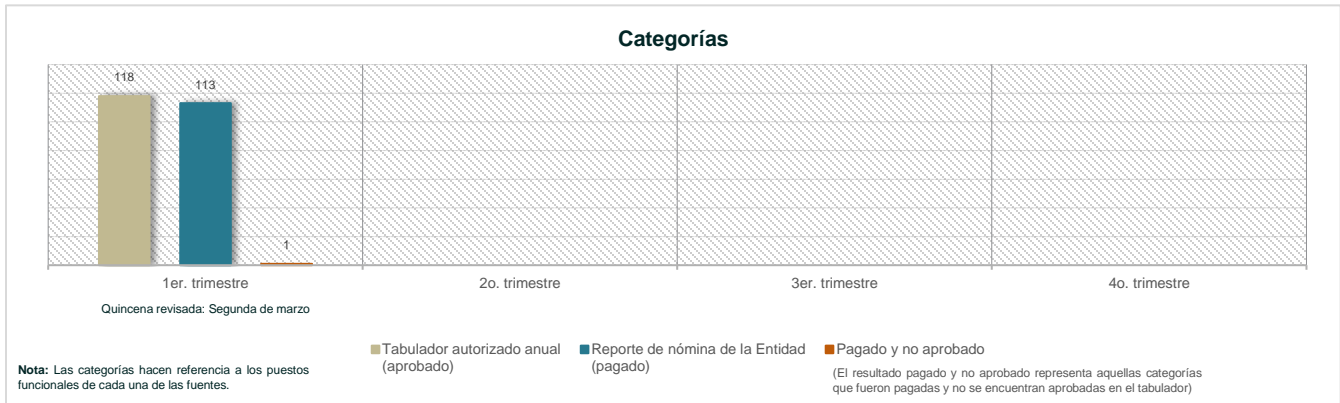 Categorías
118
113
1
1er. trimestre
2o. trimestre
3er. trimestre
4o. trimestre
Quincena revisada: Segunda de marzo
Tabulador autorizado anual
(aprobado)
Reporte de nómina de la Entidad
(pagado)
Pagado y no aprobado
(El resultado pagado y no aprobado representa aquellas categorías
que fueron pagadas y no se encuentran aprobadas en el tabulador)
Nota: Las categorías hacen referencia a los puestos
funcionales de cada una de las fuentes.